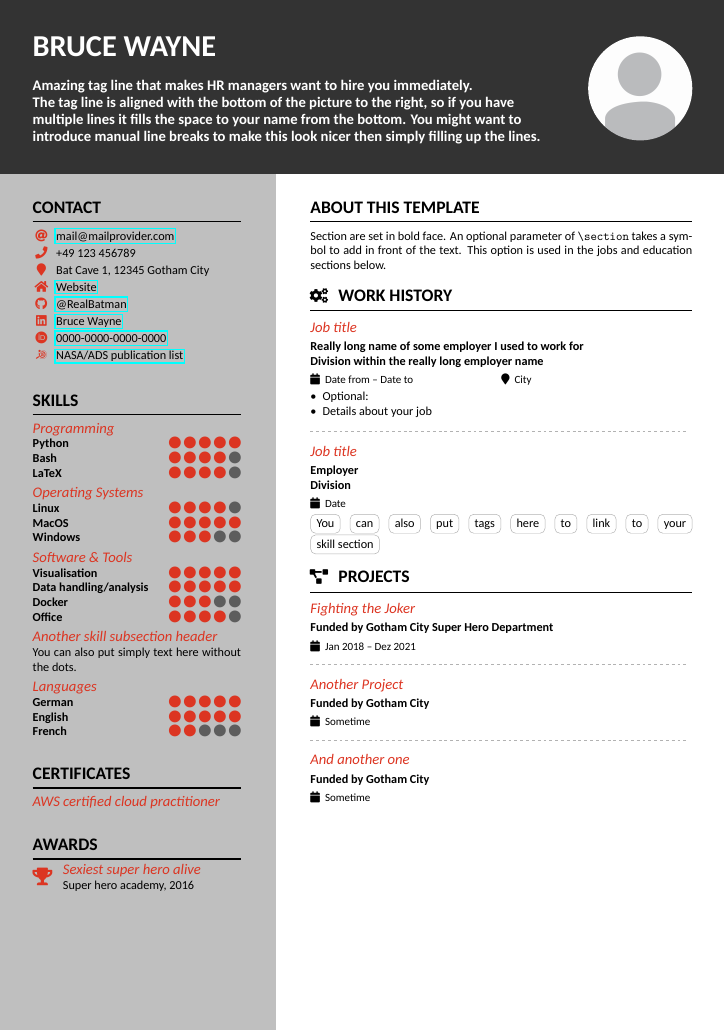 BRUCE WAYNE
Amazing tag line that makes HR managers want to hire you immediately.
The tag line is aligned with the bottom of the picture to the right, so if you have
multiple lines it fills the space to your name from the bottom. You might want to
introduce manual line breaks to make this look nicer then simply filling up the lines.
CONTACT
mail@mailprovider.com
+49 123 456789
Bat Cave 1, 12345 Gotham City
Website
@RealBatman
Bruce Wayne
0000-0000-0000-0000
NASA/ADS publication list
SKILLS
Programming
Python
Bash
LaTeX
Operating Systems
Linux
MacOS
Windows
Software & Tools
Visualisation
Data handling/analysis
Docker
Office
Another skill subsection header
You can also put simply text here without
the dots.
Languages
German
English
French
CERTIFICATES
AWS certified cloud practitioner
AWARDS
Sexiest super hero alive
Super hero academy, 2016
ABOUT THIS TEMPLATE
Section are set in bold face. An optional parameter of \section takes a sym-
bol to add in front of the text. This option is used in the jobs and education
sections below.
WORK HISTORY
Job title
Really long name of some employer I used to work for
Division within the really long employer name
Date from – Date to City
• Optional:
• Details about your job
Job title
Employer
Division
Date
You can also put tags here to link to your
skill section
PROJECTS
Fighting the Joker
Funded by Gotham City Super Hero Department
Jan 2018 – Dez 2021
Another Project
Funded by Gotham City
Sometime
And another one
Funded by Gotham City
Sometime